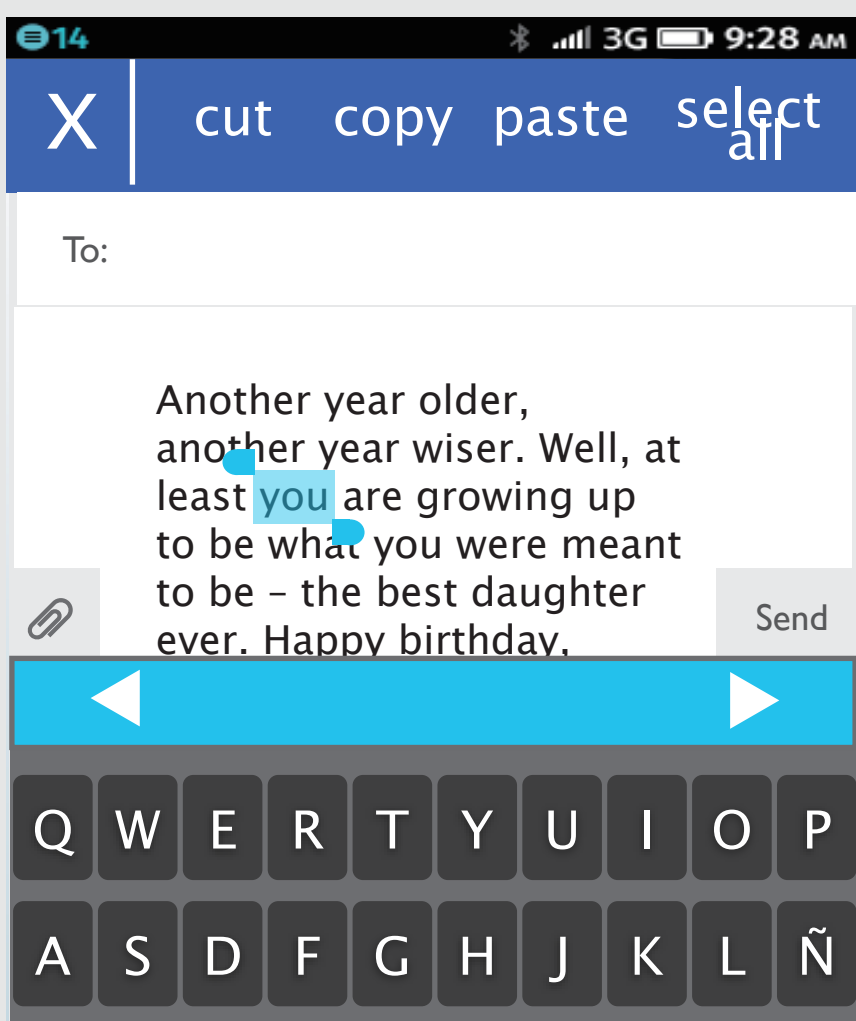 14 3G 9:28 AM
X cut copy paste select all
To:
Another year older,
another year wiser. Well, at
least you are growing up
to be what you were meant
to be – the best daughter
ever. Happy birthday,
Send
Q W E R T Y U I O P
A S D F G H J K L Ñ